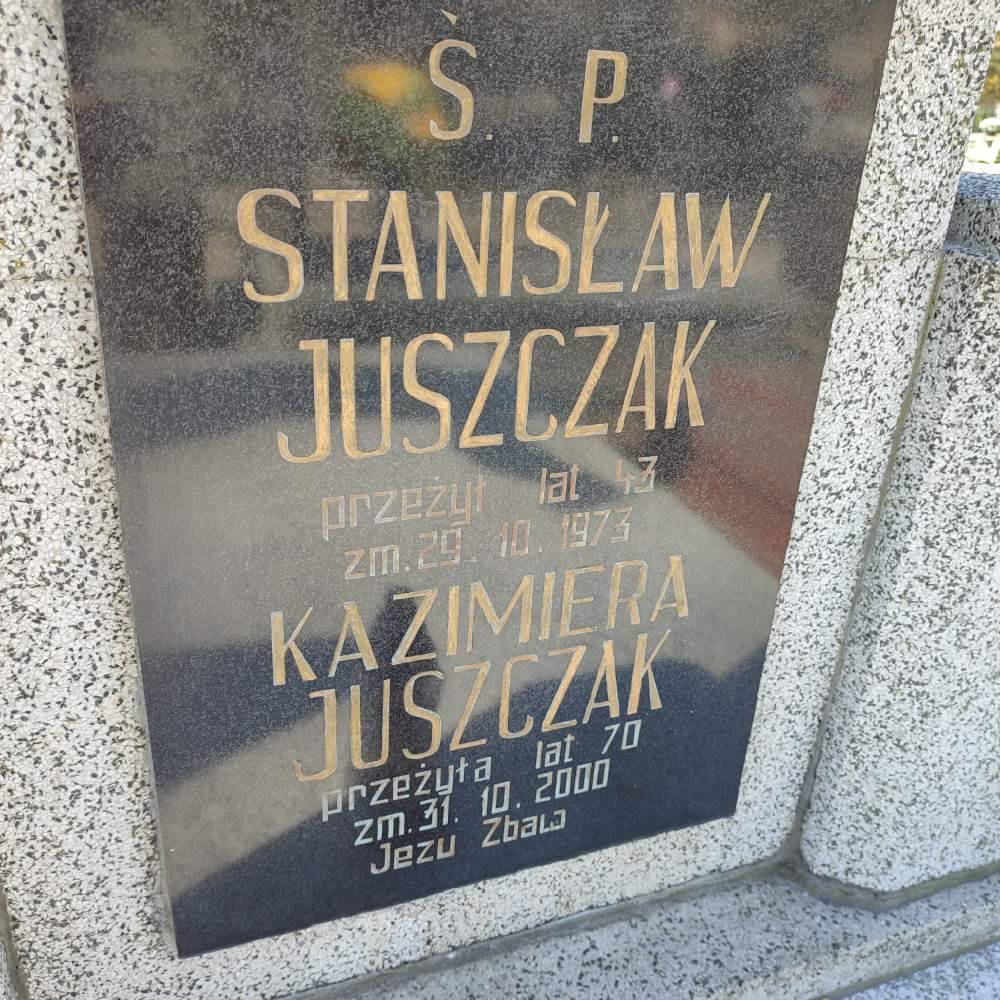 Ś. P.
STANISŁAW
JUSZCZAK
przeżył lat 43
zm. 29. 10. 1973
KAZIMIERA
JUSZCZAK
przeżyła lat 70
zm. 31. 10. 2000
Jezu Zbaw